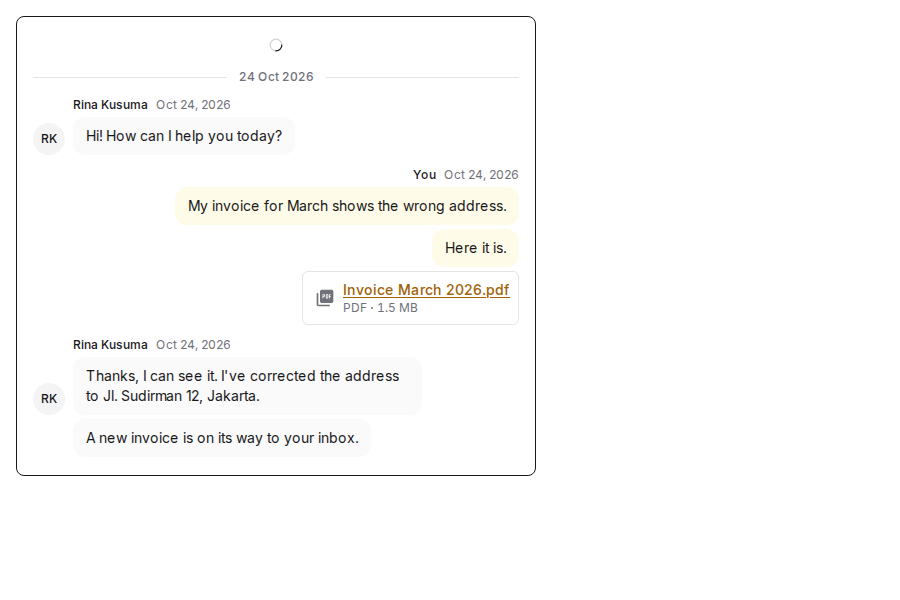 24 Oct 2026
Rina Kusuma Oct 24, 2026
RK
Hi! How can I help you today?
You Oct 24, 2026
My invoice for March shows the wrong address.
Here it is.
PDF
Invoice March 2026.pdf
PDF · 1.5 MB
Rina Kusuma Oct 24, 2026
RK
Thanks, I can see it. I've corrected the address
to Jl. Sudirman 12, Jakarta.
A new invoice is on its way to your inbox.